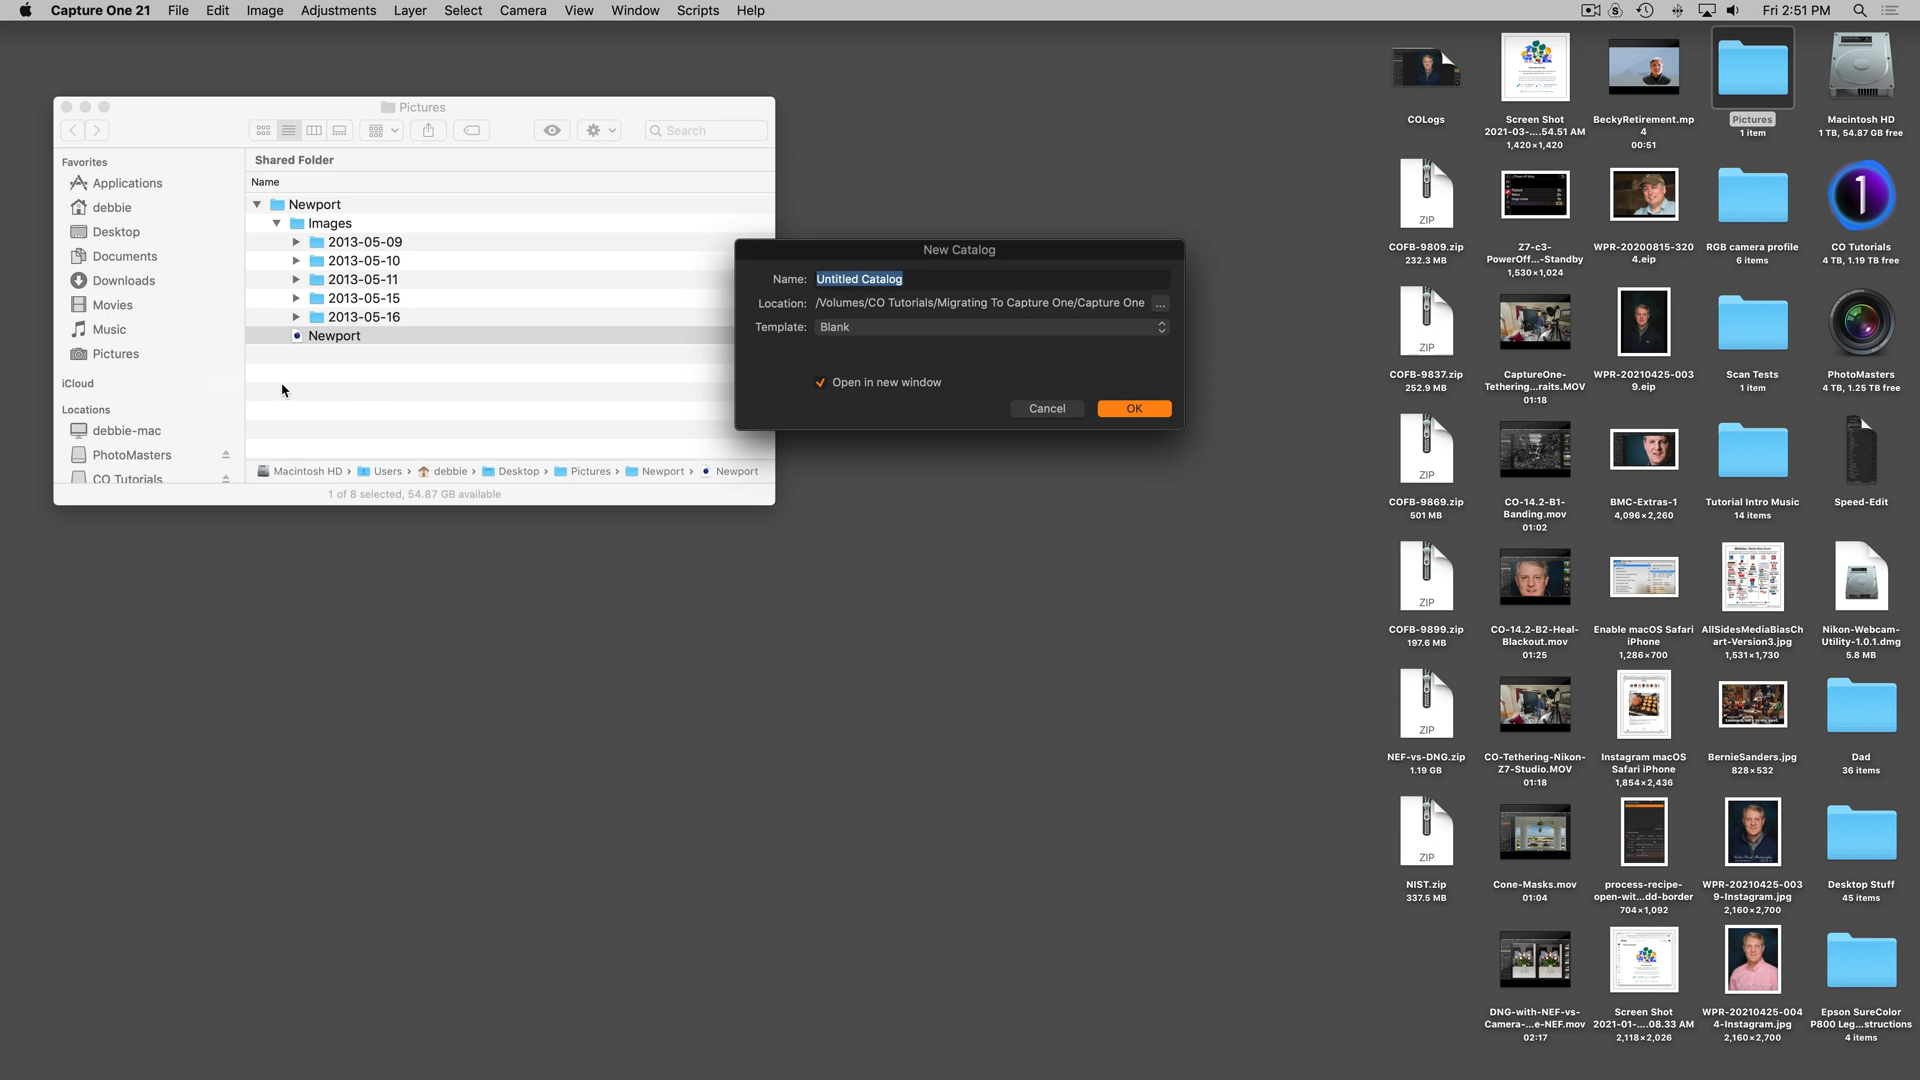 Capture One 21 File Edit Image Adjustments Layer Select Camera View Window Scripts Help Fri 2:51 PM
Pictures
Search
Favorites
Applications
debbie
Desktop
Documents
Downloads
Movies
Music
Pictures
iCloud
Locations
debbie-mac
PhotoMasters
CO Tutorials
Shared Folder
Name
Newport
Images
2013-05-09
2013-05-10
2013-05-11
2013-05-15
2013-05-16
Newport
Macintosh HD › Users › debbie › Desktop › Pictures › Newport › Newport
1 of 8 selected, 54.87 GB available
New Catalog
Name: Untitled Catalog
Location: /Volumes/CO Tutorials/Migrating To Capture One/Capture One ...
Template: Blank
Open in new window
Cancel OK
COLogs
Screen Shot
2021-03-....54.51 AM
1,420×1,420
BeckyRetirement.mp
4
00:51
Pictures
1 item
Macintosh HD
1 TB, 54.87 GB free
ZIP
COFB-9809.zip
232.3 MB
Z7-c3-
PowerOff...-Standby
1,530×1,024
WPR-20200815-320
4.eip
RGB camera profile
6 items
CO Tutorials
4 TB, 1.19 TB free
ZIP
COFB-9837.zip
252.9 MB
CaptureOne-
Tethering...raits.MOV
01:18
WPR-20210425-003
9.eip
Scan Tests
1 item
PhotoMasters
4 TB, 1.25 TB free
ZIP
COFB-9869.zip
501 MB
CO-14.2-B1-
Banding.mov
01:02
BMC-Extras-1
4,096×2,260
Tutorial Intro Music
14 items
Speed-Edit
ZIP
COFB-9899.zip
197.6 MB
CO-14.2-B2-Heal-
Blackout.mov
01:25
Enable macOS Safari
iPhone
1,286×700
AllSidesMediaBiasCh
art-Version3.jpg
1,531×1,730
Nikon-Webcam-
Utility-1.0.1.dmg
5.8 MB
ZIP
NEF-vs-DNG.zip
1.19 GB
CO-Tethering-Nikon-
Z7-Studio.MOV
01:18
Instagram macOS
Safari iPhone
1,854×2,436
BernieSanders.jpg
828×532
Dad
36 items
ZIP
NIST.zip
337.5 MB
Cone-Masks.mov
01:04
process-recipe-
open-wit...dd-border
704×1,092
WPR-20210425-003
9-Instagram.jpg
2,160×2,700
Desktop Stuff
45 items
DNG-with-NEF-vs-
Camera-...e-NEF.mov
02:17
Screen Shot
2021-01-....08.33 AM
2,118×2,026
WPR-20210425-004
4-Instagram.jpg
2,160×2,700
Epson SureColor
P800 Leg...structions
4 items